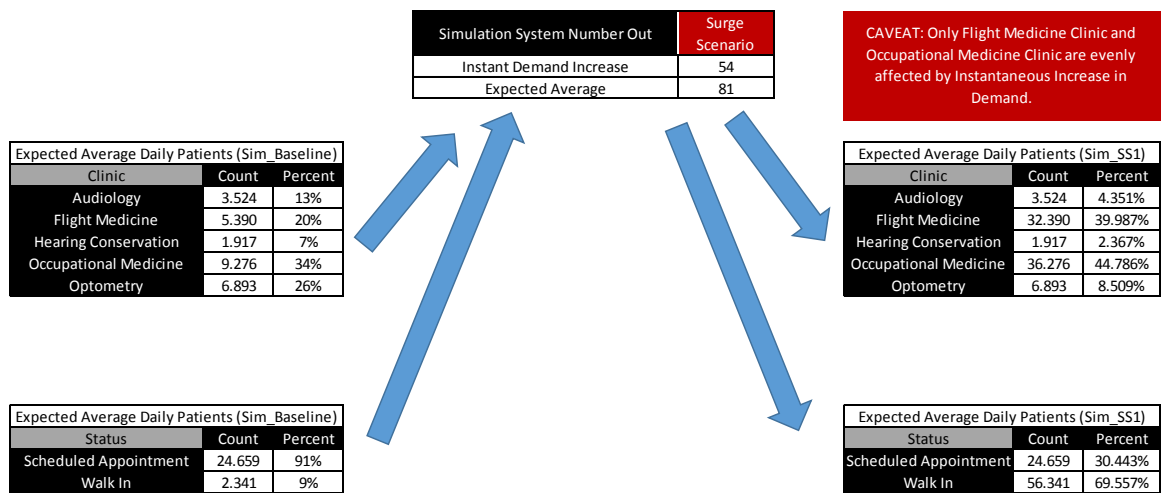 Simulation System Number Out Surge Scenario
Instant Demand Increase 54
Expected Average 81
CAVEAT: Only Flight Medicine Clinic and
Occupational Medicine Clinic are evenly
affected by Instantaneous Increase in
Demand.
Expected Average Daily Patients (Sim_Baseline)
Clinic Count Percent
Audiology 3.524 13%
Flight Medicine 5.390 20%
Hearing Conservation 1.917 7%
Occupational Medicine 9.276 34%
Optometry 6.893 26%
Expected Average Daily Patients (Sim_SS1)
Clinic Count Percent
Audiology 3.524 4.351%
Flight Medicine 32.390 39.987%
Hearing Conservation 1.917 2.367%
Occupational Medicine 36.276 44.786%
Optometry 6.893 8.509%
Expected Average Daily Patients (Sim_Baseline)
Status Count Percent
Scheduled Appointment 24.659 91%
Walk In 2.341 9%
Expected Average Daily Patients (Sim_SS1)
Status Count Percent
Scheduled Appointment 24.659 30.443%
Walk In 56.341 69.557%